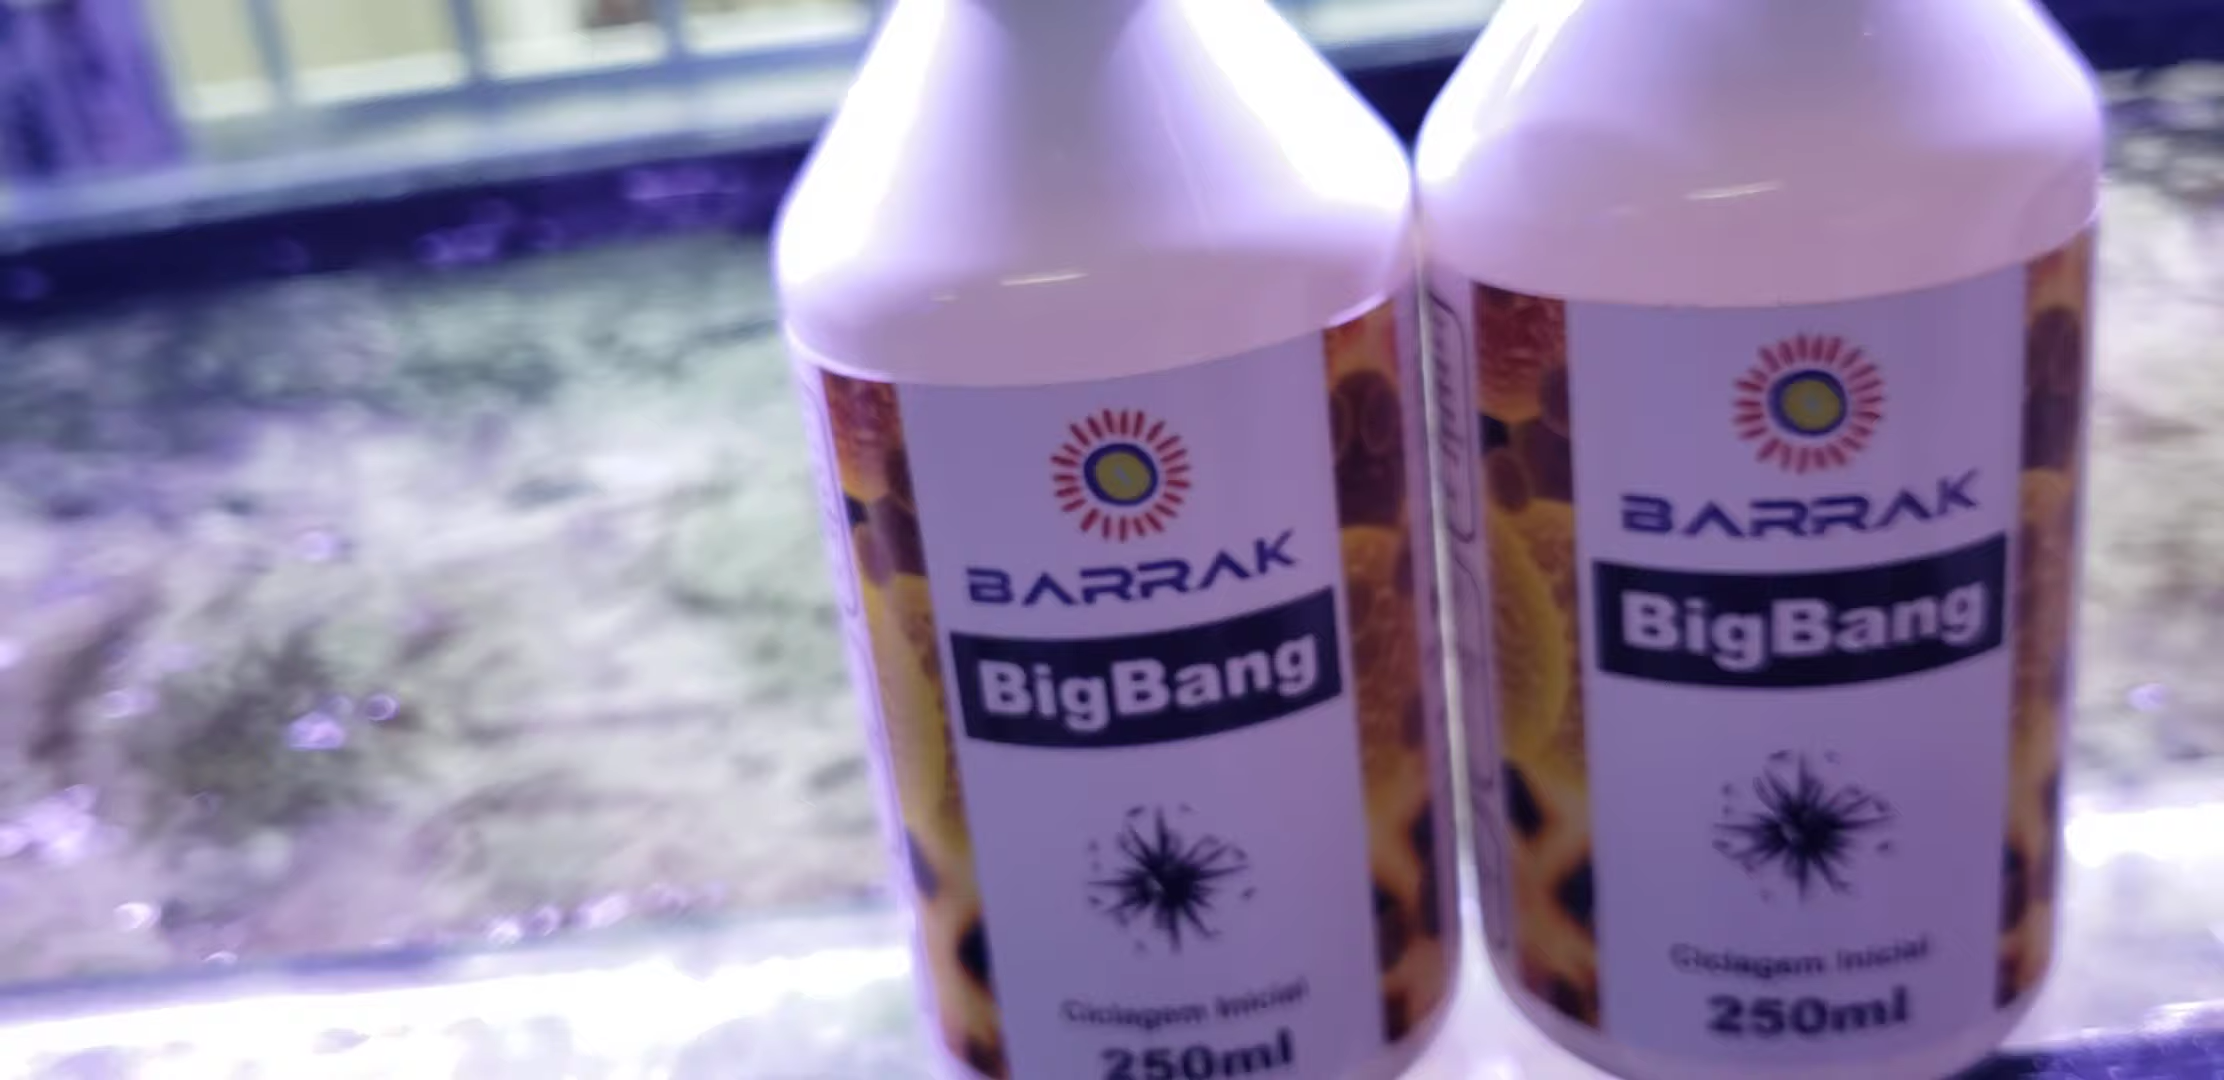 BARRAK
BigBang
Ciclagem Inicial
250ml
BARRAK
BigBang
Ciclagem Inicial
250ml